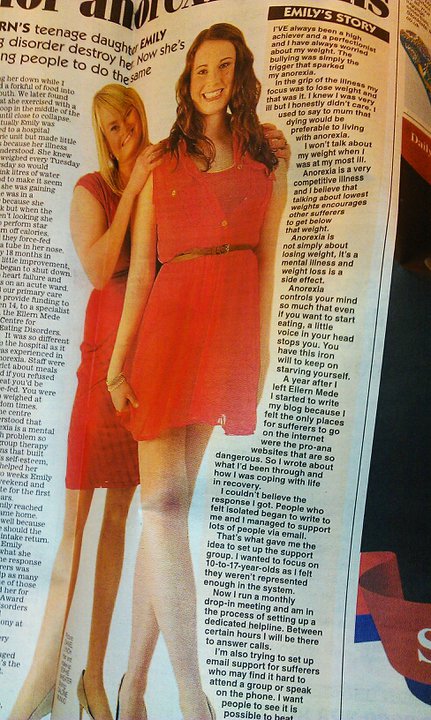 EMILY'S STORY
RN'S teenage daughter EMILY
g disorder destroy her. Now she's
ng people to do the same
g her down while I
d a forkful of food into
outh. We later found
at she exercised with a
oop in the middle of the
until close to collapse.
ctually Emily was
ed to a hospital
ric unit but made little
s because her illness
nderstood. She knew
weighed every Tuesday
sday so would
nk litres of water
d to make it seem
she was gaining
e was in a
because she
k but when the
en't looking she
o perform star
rn off calories.
they force-fed
a tube in her nose.
y 18 months in
little improvement,
began to shut down.
heart failure and
s on an acute ward.
our primary care
o provide funding to
en 14, to a specialist
the Ellern Mede
Centre for
Eating Disorders.
It was so different
o the hospital as it
as experienced in
norexia. Staff were
rict about meals
d if you refused
eat you'd be
e-fed. You were
weighed at
dom times.
he centre
erstood that
exia is a mental
h problem so
roup therapy
ns that built
s self-esteem,
helped her
o weeks Emily
weekend and
te for the first
ars.
nily reached
ame home.
well because
should the
intake return.
Emily
what she
he response
rers was
lp as many
e of those
d her for
Award
sorders
ony at
ery
aged
's the
I'VE always been a high
achiever and a perfectionist
and I have always worried
about my weight. The
bullying was simply the
trigger that sparked
my anorexia.
In the grip of the illness my
focus was to lose weight and
that was it. I knew I was very
ill but I honestly didn't care. I
used to say to mum that
dying would be
preferable to living
with anorexia.
I won't talk about
my weight when I
was at my most ill.
Anorexia is a very
competitive illness
and I believe that
talking about lowest
weights encourages
other sufferers
to get below
that weight.
Anorexia is
not simply about
losing weight, it's a
mental illness and
weight loss is a
side effect.
Anorexia
controls your mind
so much that even
if you want to start
eating, a little
voice in your head
stops you. You
have this iron
will to keep on
starving yourself.
A year after I
left Ellern Mede
I started to write
my blog because I
felt the only places
for sufferers to go
on the internet
were the pro-ana
websites that are so
dangerous. So I wrote about
what I'd been through and
how I was coping with life
in recovery.
I couldn't believe the
response I got. People who
felt isolated began to write to
me and I managed to support
lots of people via email.
That's what gave me the
idea to set up the support
group. I wanted to focus on
10-to-17-year-olds as I felt
they weren't represented
enough in the system.
Now I run a monthly
drop-in meeting and am in
the process of setting up a
dedicated helpline. Between
certain hours I will be there
to answer calls.
I'm also trying to set up
email support for sufferers
who may find it hard to
attend a group or speak
on the phone. I want
people to see it is
possible to beat
Daily
S